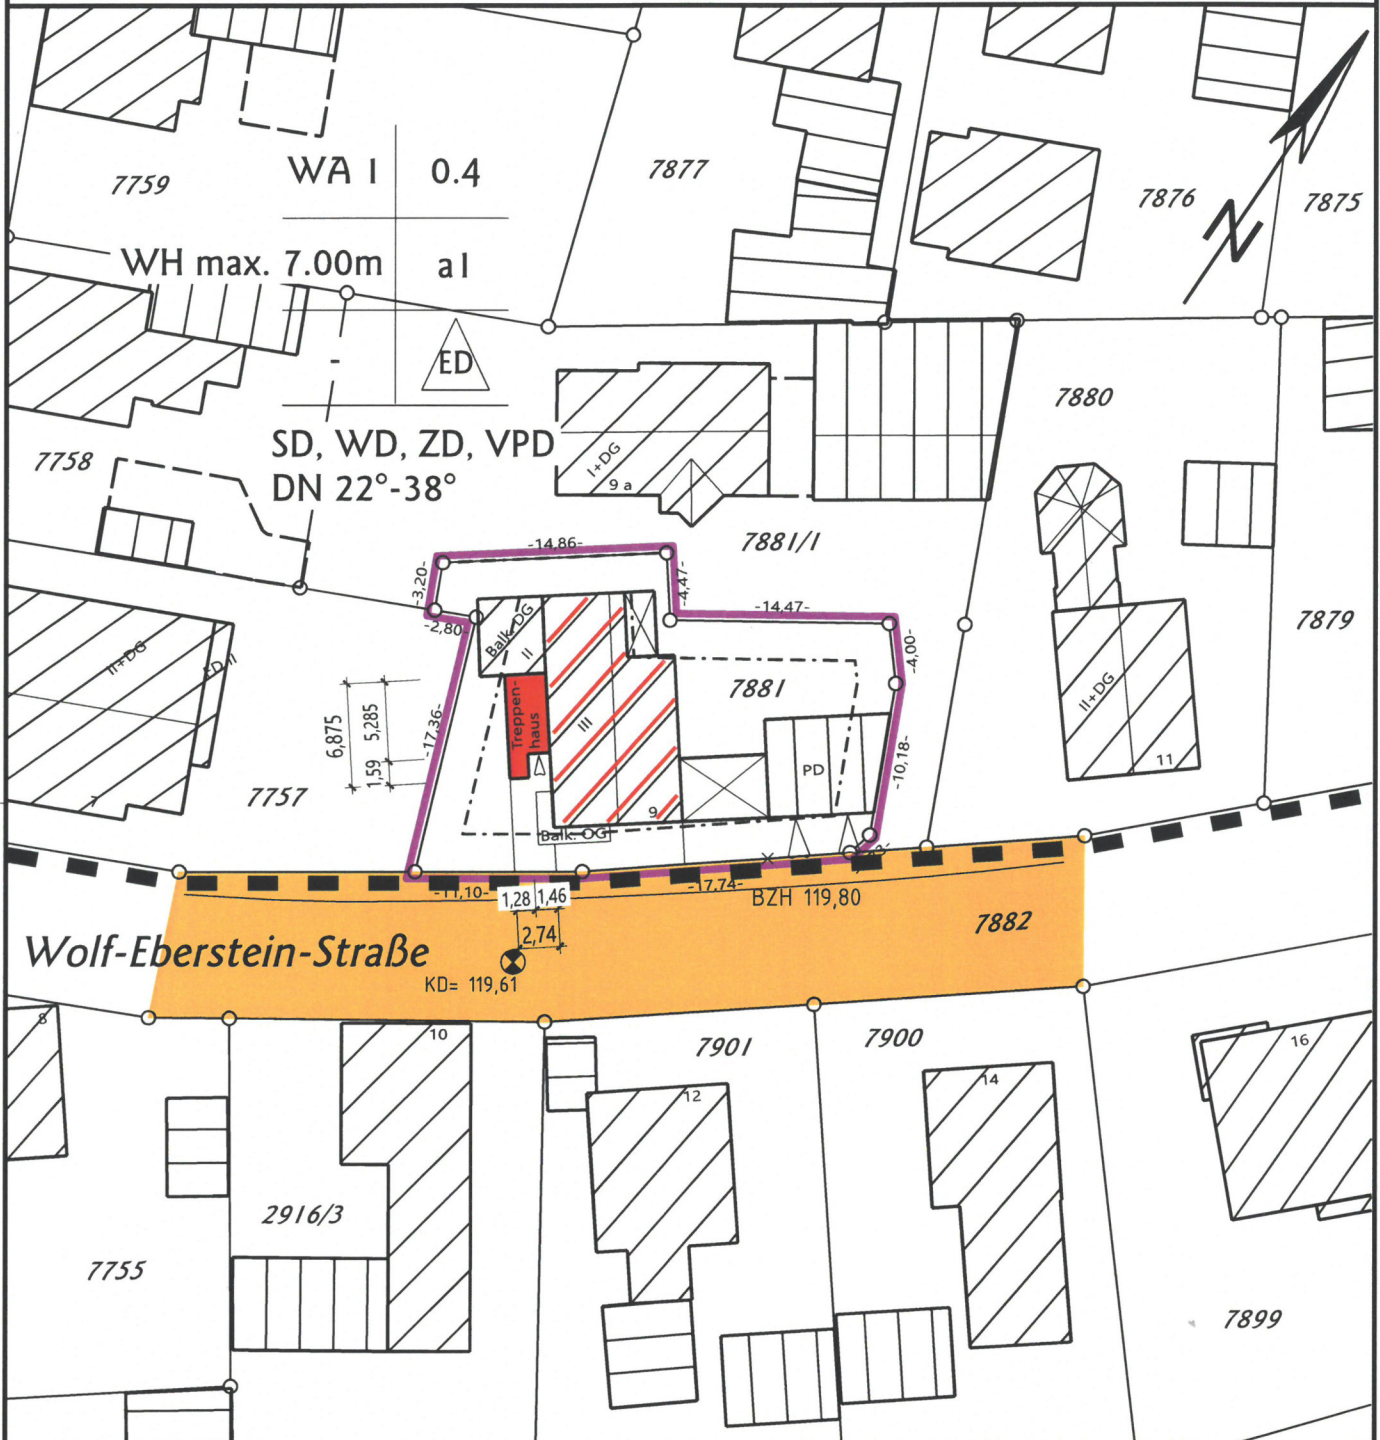 7759
WA I
0.4
7877
7876
7875
WH max. 7.00m
a1
ED
7880
SD, WD, ZD, VPD
DN 22°-38°
7758
I+DG
9 a
7881/1
-14,86-
-3,20-
-4,47-
-14,47-
-2,80-
-4,00-
7879
II+DG
ED II
Balk. DG
II
7881
II+DG
Treppen-
haus
III
-17,36-
6,875
5,285
1,59
-10,18-
PD
11
7757
7
9
Balk. OG
-11,10-
-17,74-
1,28
1,46
BZH 119,80
7882
2,74
Wolf-Eberstein-Straße
KD= 119,61
8
10
7901
7900
16
12
14
2916/3
7755
7899
N